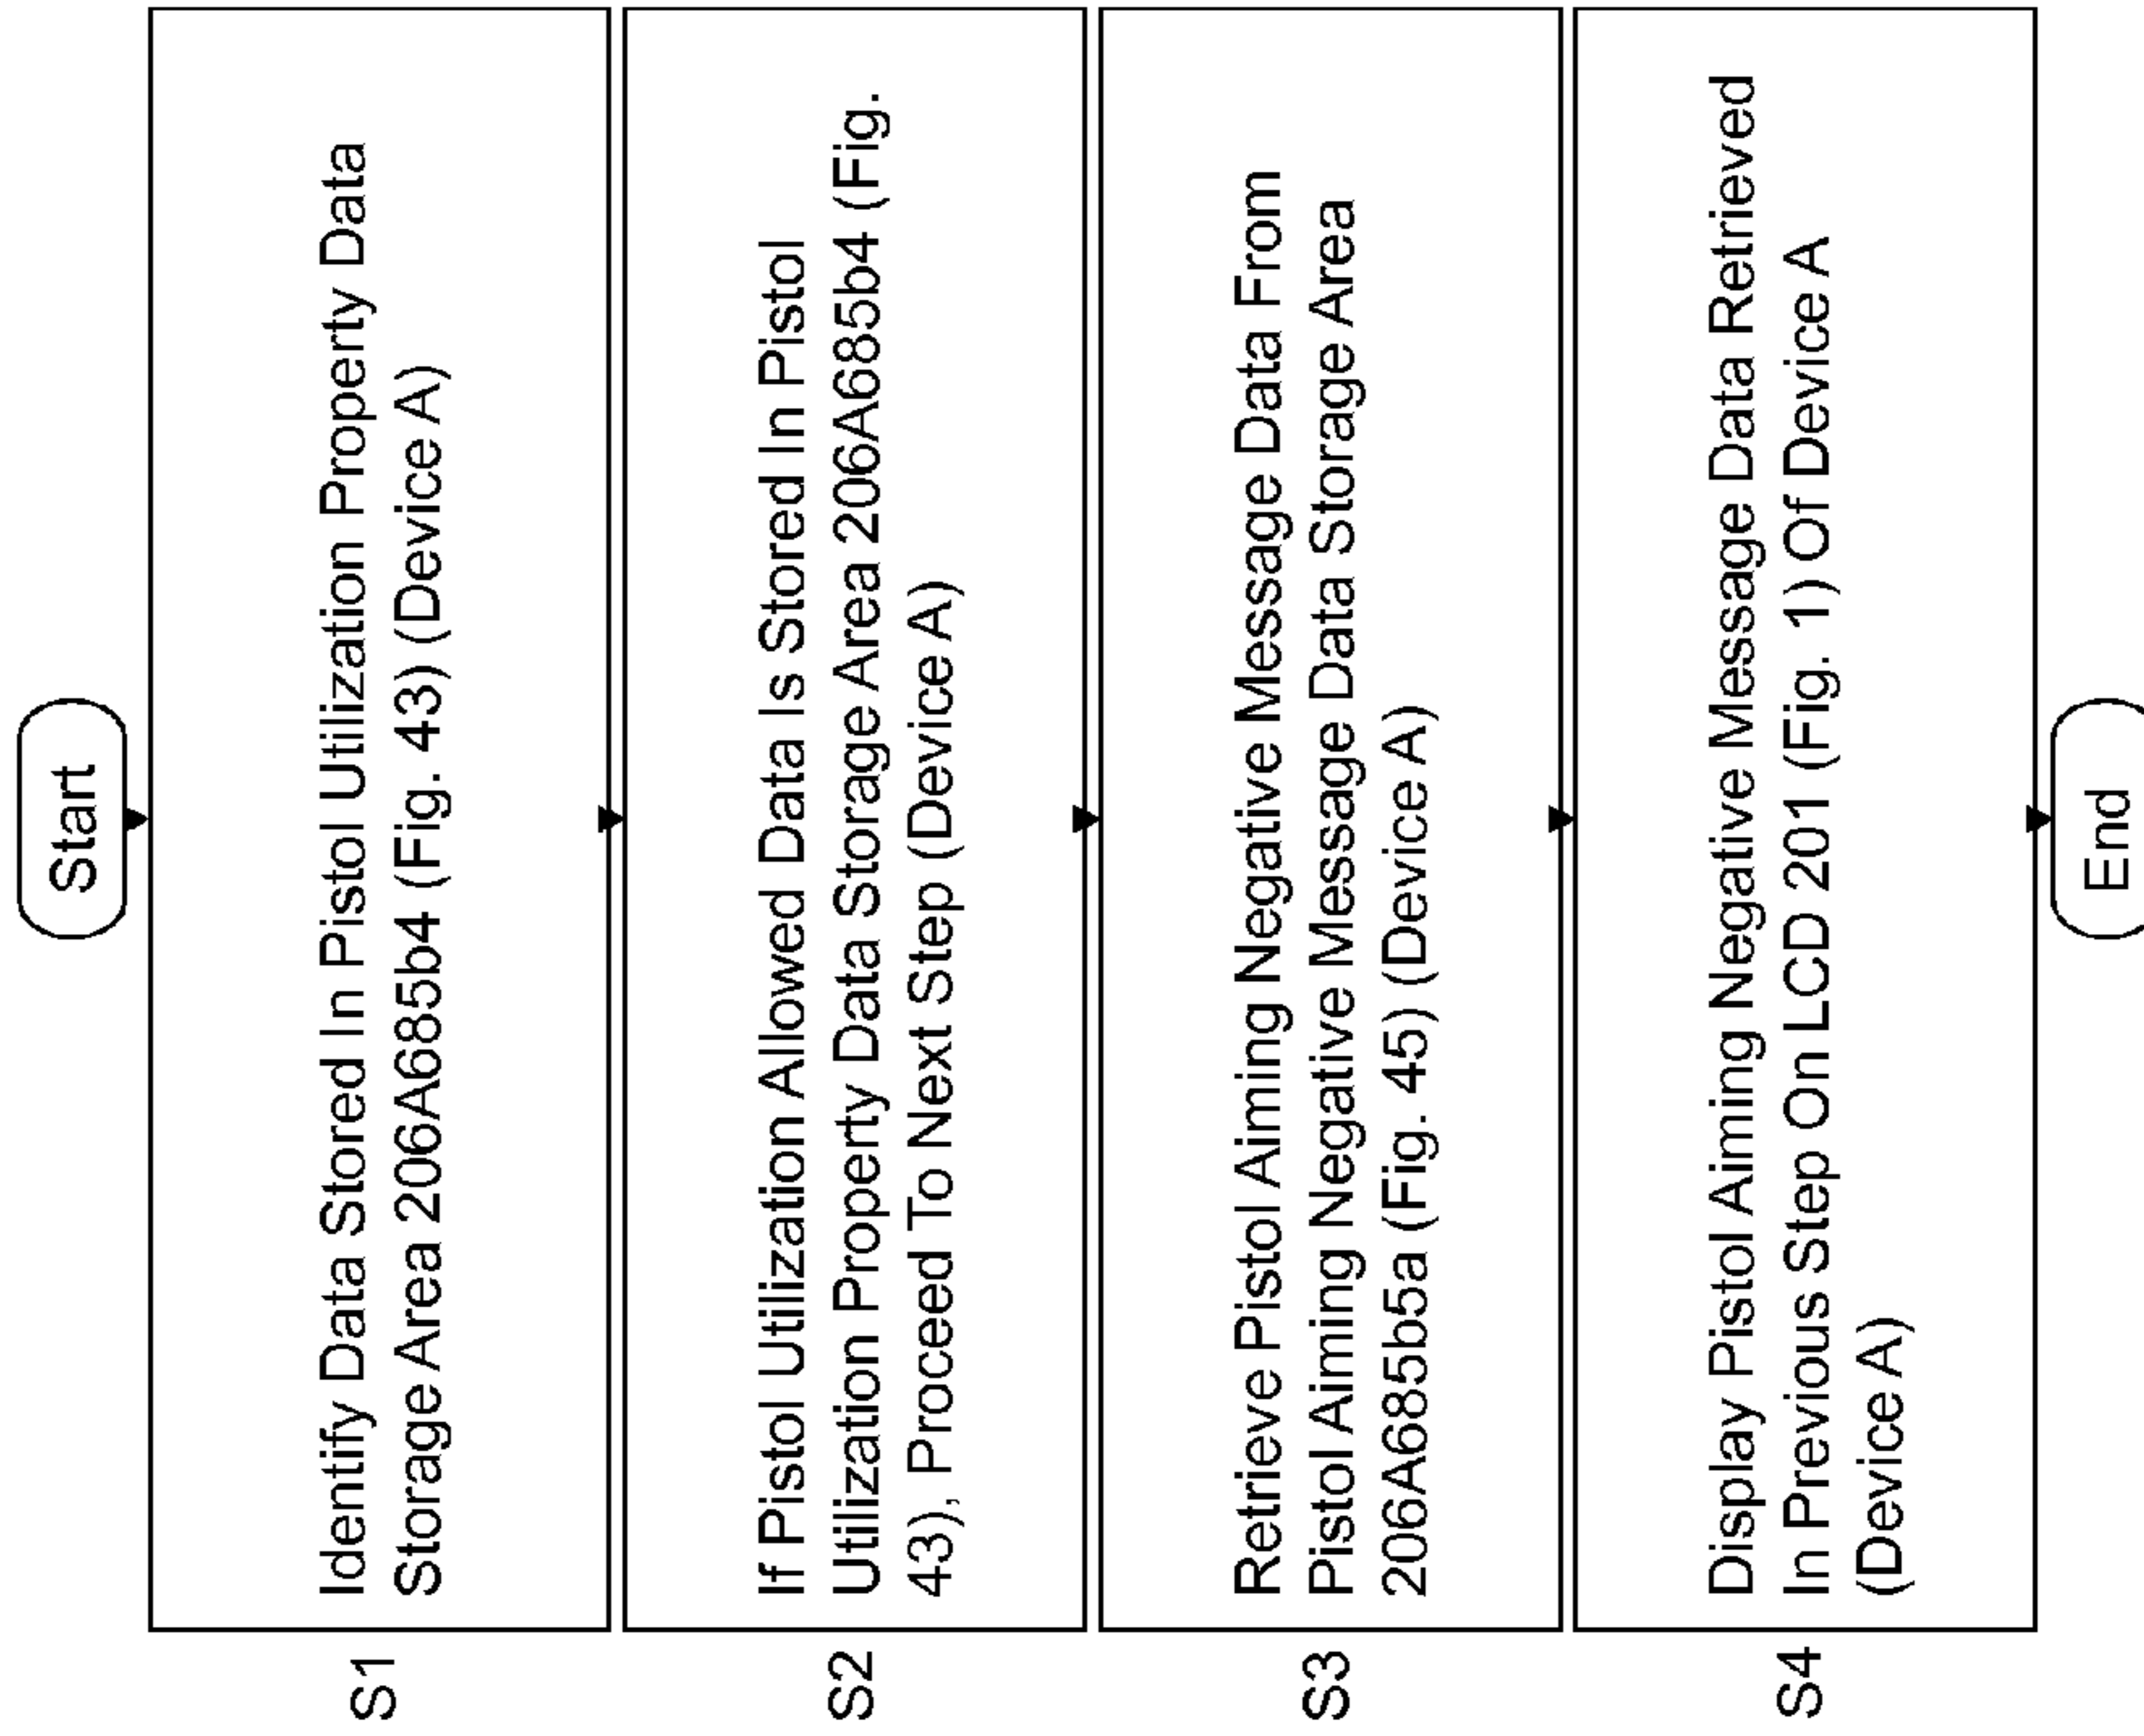 Start
S1
Identify Data Stored In Pistol Utilization Property Data
Storage Area 206A685b4 (Fig. 43) (Device A)
S2
If Pistol Utilization Allowed Data Is Stored In Pistol
Utilization Property Data Storage Area 206A685b4 (Fig.
43), Proceed To Next Step (Device A)
S3
Retrieve Pistol Aiming Negative Message Data From
Pistol Aiming Negative Message Data Storage Area
206A685b5a (Fig. 45) (Device A)
S4
Display Pistol Aiming Negative Message Data Retrieved
In Previous Step On LCD 201 (Fig. 1) Of Device A
(Device A)
End